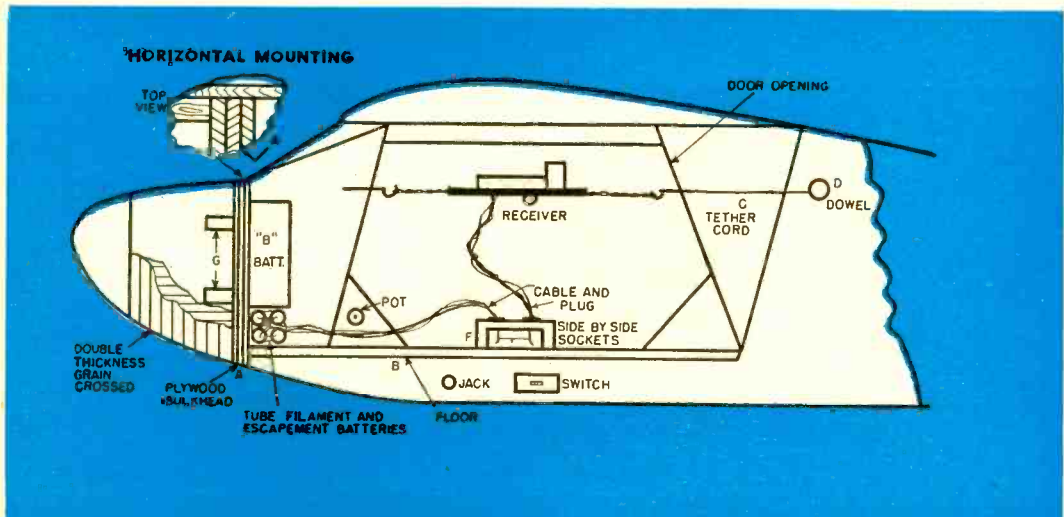 HORIZONTAL MOUNTING
TOP
VIEW
DOOR OPENING
RECEIVER
D
DOWEL
C
TETHER
CORD
"B"
BATT.
G
POT
CABLE AND
PLUG
F
SIDE BY SIDE
SOCKETS
DOUBLE
THICKNESS
GRAIN
CROSSED
A
PLYWOOD
BULKHEAD
B
JACK
SWITCH
TUBE FILAMENT AND
ESCAPEMENT BATTERIES
FLOOR